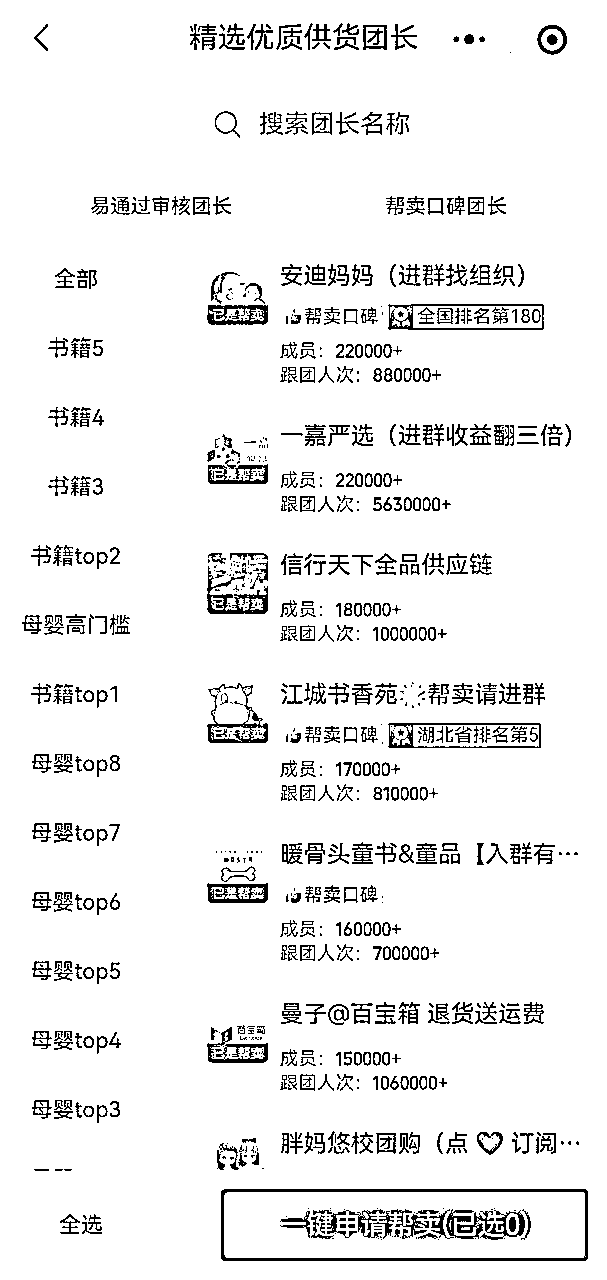 精选优质供货团长
搜索团长名称
易通过审核团长 帮卖口碑团长
全部
书籍5
书籍4
书籍3
书籍top2
母婴高门槛
书籍top1
母婴top8
母婴top7
母婴top6
母婴top5
母婴top4
母婴top3
安迪妈妈（进群找组织）
已是帮卖
帮卖口碑 全国排名第180
成员：220000+
跟团人次：880000+
一嘉严选（进群收益翻三倍）
已是帮卖
成员：220000+
跟团人次：5630000+
信行天下全品供应链
已是帮卖
成员：180000+
跟团人次：1000000+
江城书香苑帮卖请进群
已是帮卖
帮卖口碑 湖北省排名第5
成员：170000+
跟团人次：810000+
暖骨头童书&童品【入群有…
已是帮卖
帮卖口碑
成员：160000+
跟团人次：700000+
曼子@百宝箱 退货送运费
百宝箱
已是帮卖
成员：150000+
跟团人次：1060000+
胖妈悠校团购（点 ♡ 订阅…
全选
一键申请帮卖(已选0)